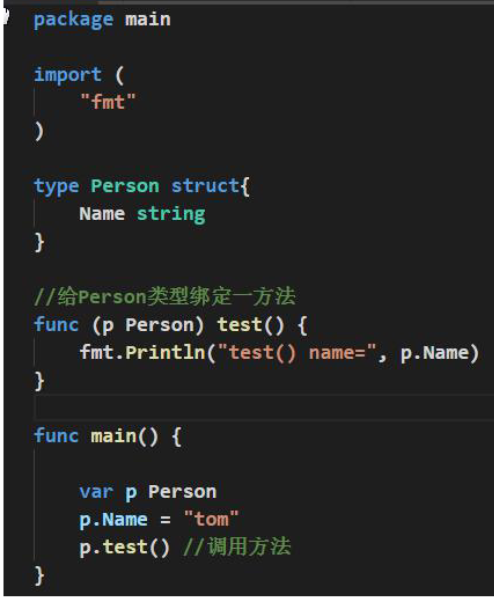 package main
import (
"fmt"
)
type Person struct{
Name string
}
//给Person类型绑定一方法
func (p Person) test() {
fmt.Println("test() name=", p.Name)
}
func main() {
var p Person
p.Name = "tom"
p.test() //调用方法
}